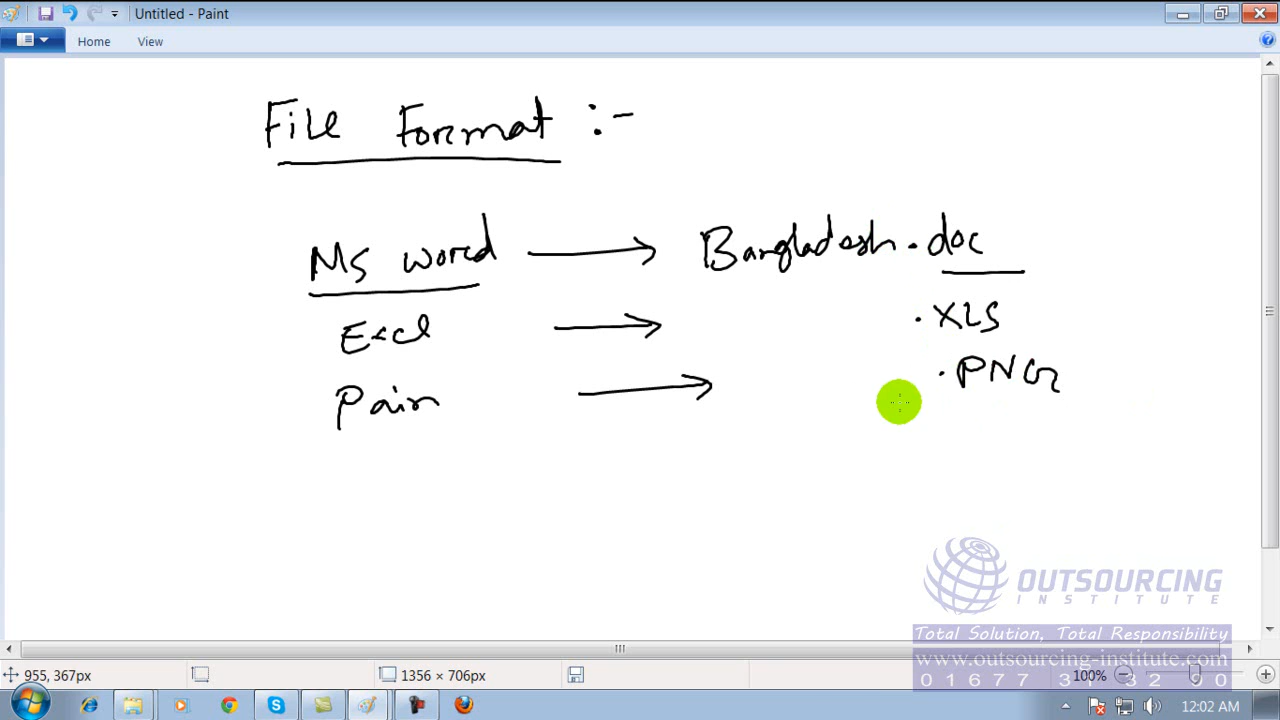 Untitled - Paint
Home View
File Format :-
MS word → Bangladesh .doc
Excl → .XLS
Pain → .PNG
OUTSOURCING
INSTITUTE
Total Solution, Total Responsibility
www.outsourcing-institute.com
955, 367px 1356 × 706px 100%
12:02 AM